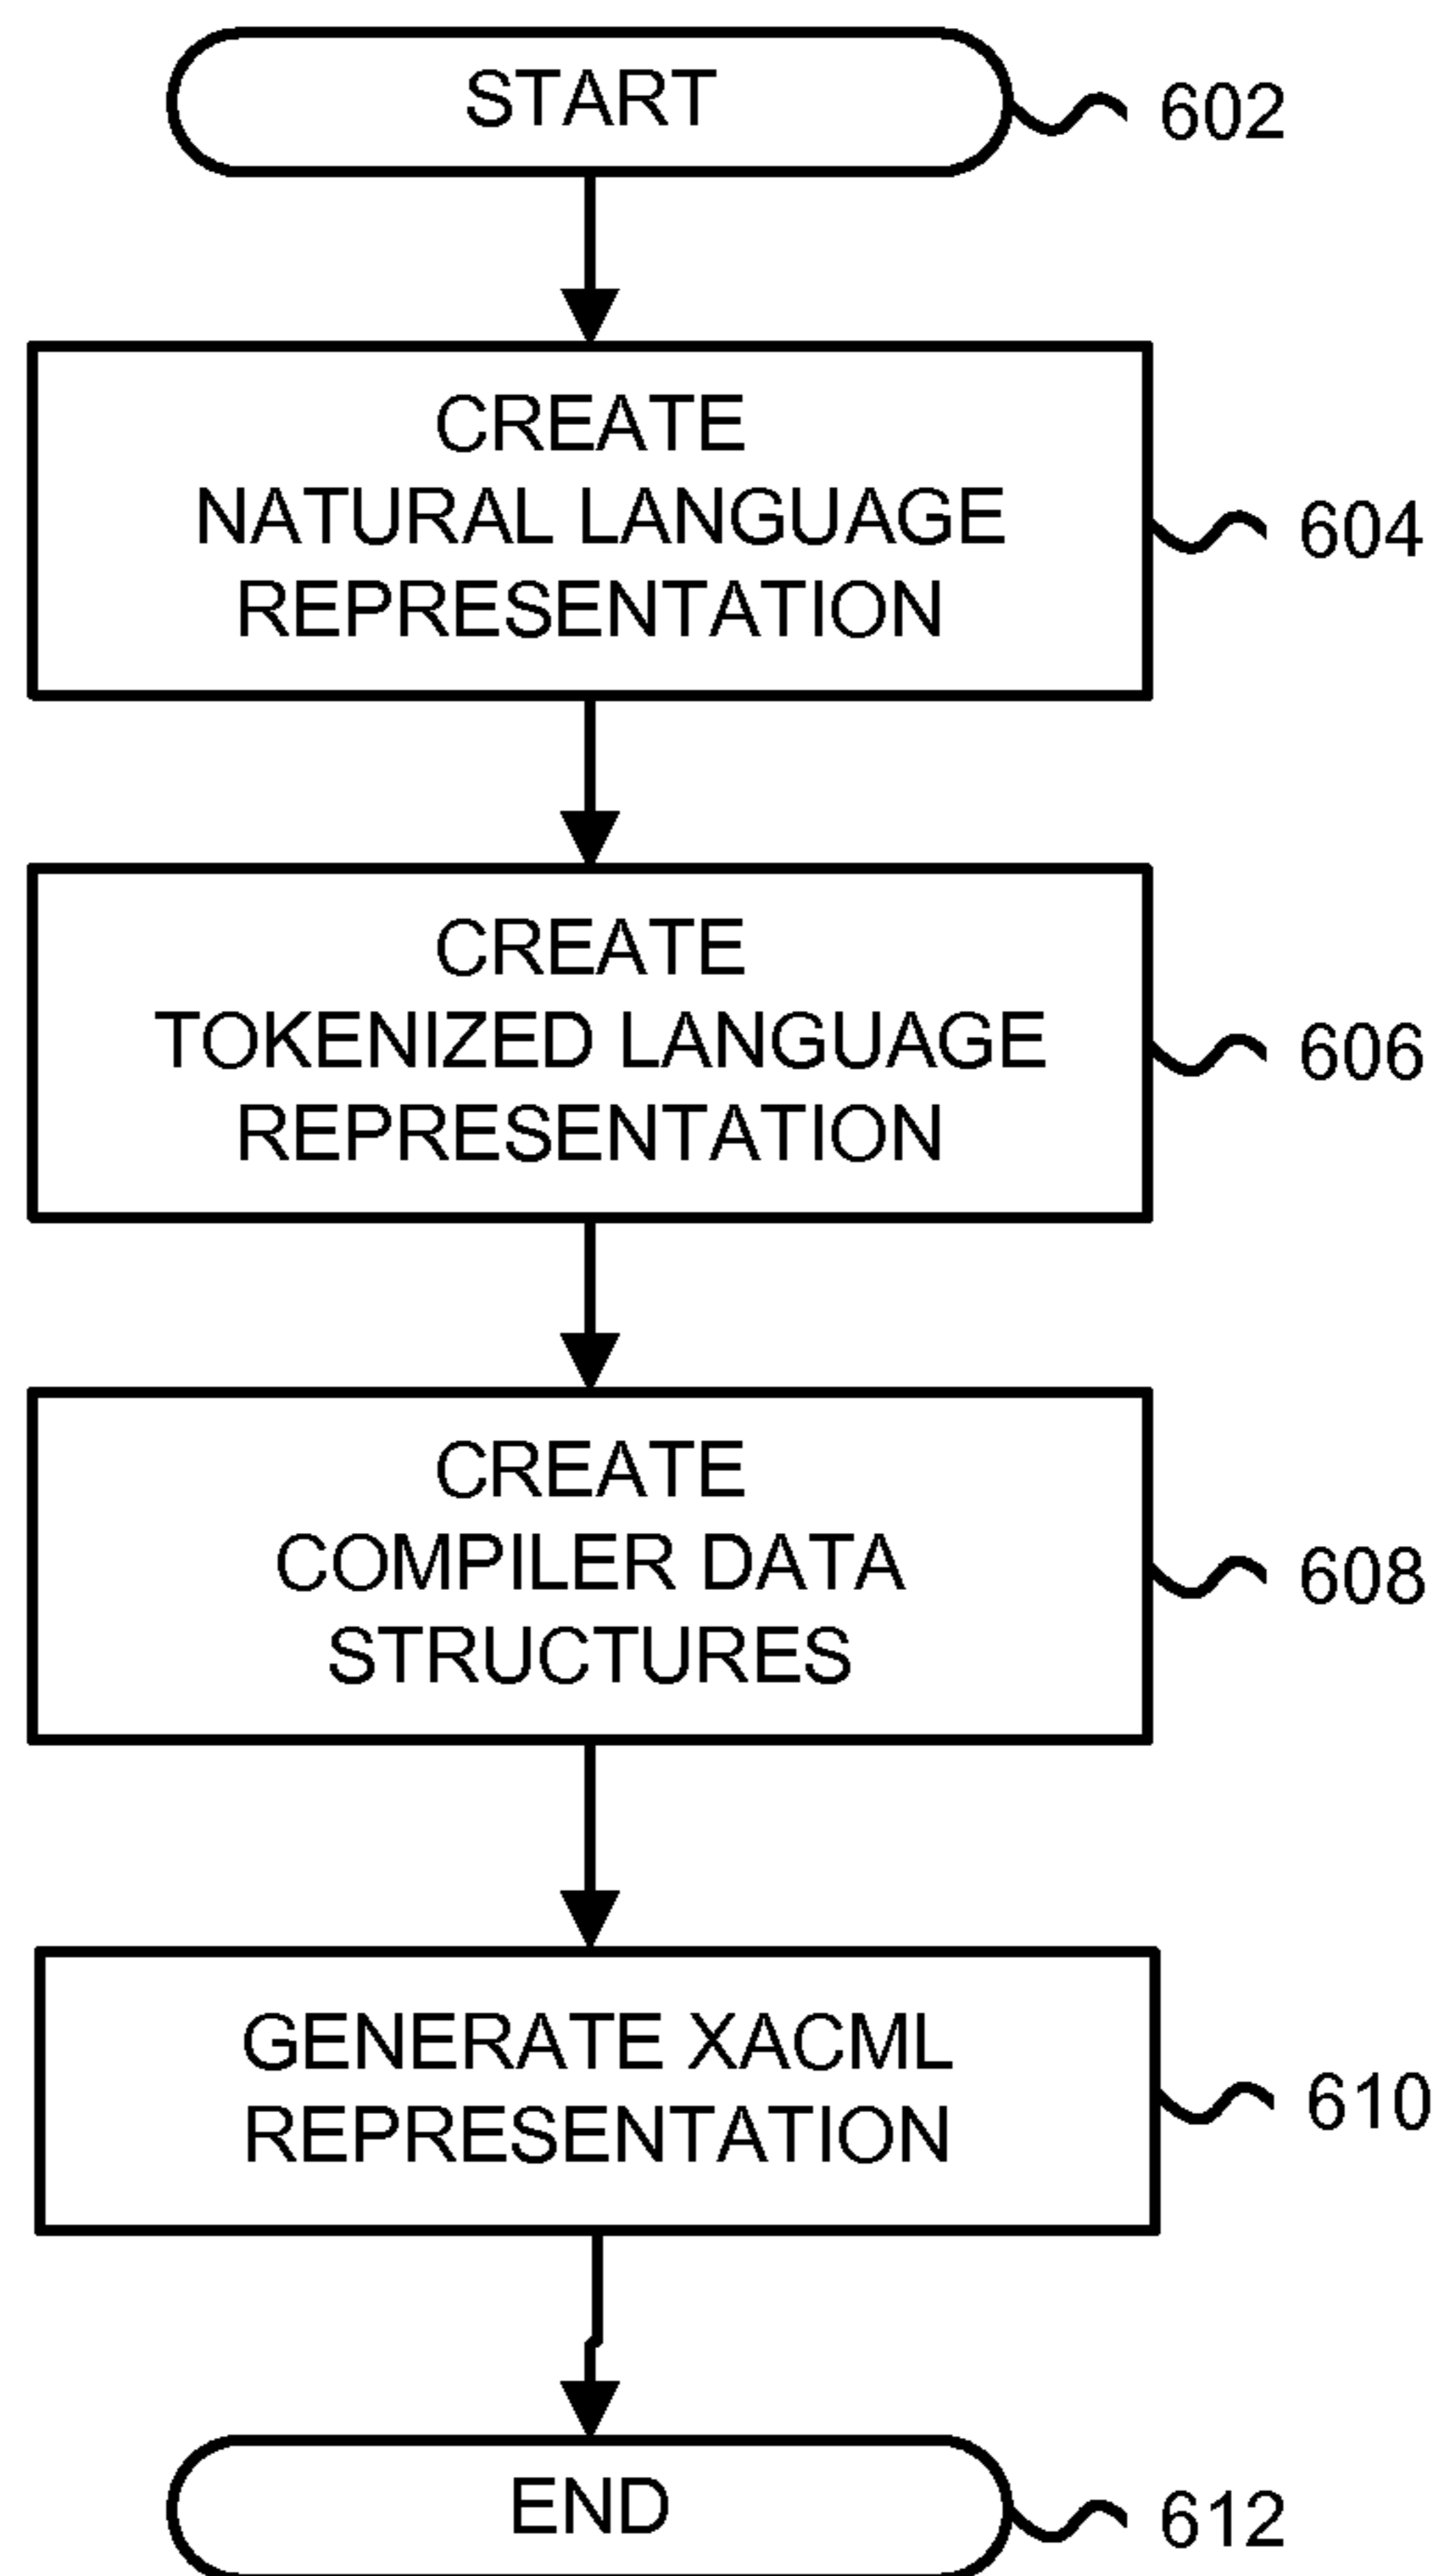 START
602
CREATE
NATURAL LANGUAGE
REPRESENTATION
604
CREATE
TOKENIZED LANGUAGE
REPRESENTATION
606
CREATE
COMPILER DATA
STRUCTURES
608
GENERATE XACML
REPRESENTATION
610
END
612